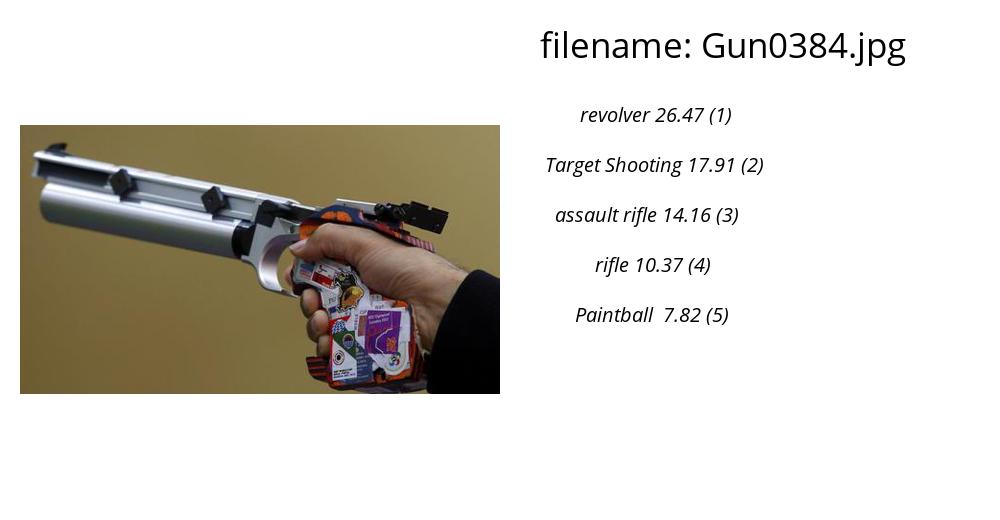 filename: Gun0384.jpg
revolver 26.47 (1)
Target Shooting 17.91 (2)
assault rifle 14.16 (3)
rifle 10.37 (4)
Paintball  7.82 (5)